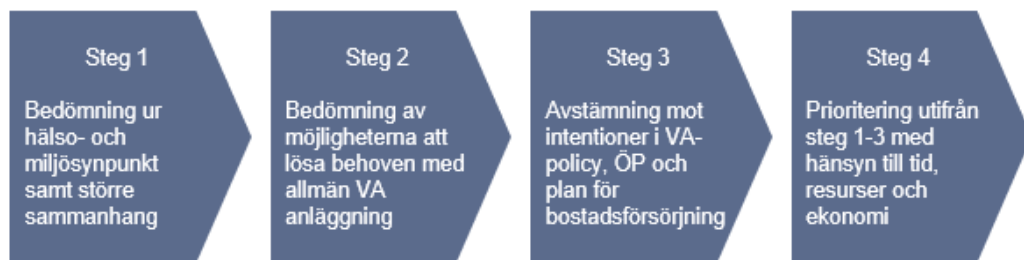 Steg 1
Bedömning ur
hälso- och
miljösynpunkt
samt större
sammanhang
Steg 2
Bedömning av
möjligheterna att
lösa behoven med
allmän VA
anläggning
Steg 3
Avstämning mot
intentioner i VA-
policy, ÖP och
plan för
bostadsförsörjning
Steg 4
Prioritering utifrån
steg 1-3 med
hänsyn till tid,
resurser och
ekonomi